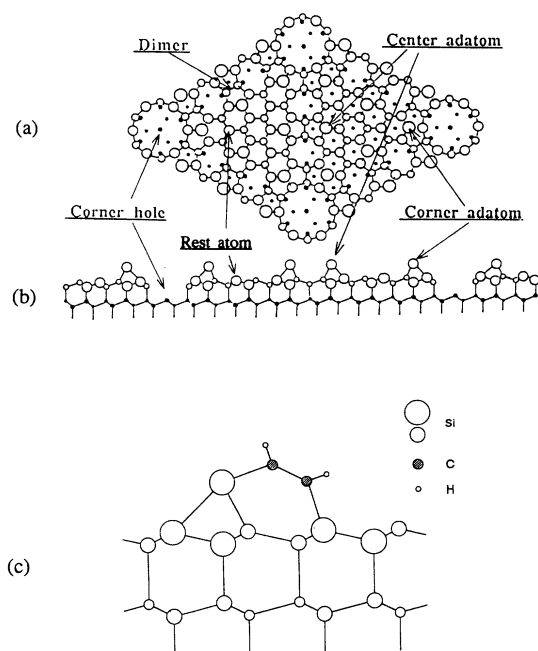 Dimer
Center adatom
(a)
Corner hole
Rest atom
Corner adatom
(b)
Si
C
H
(c)